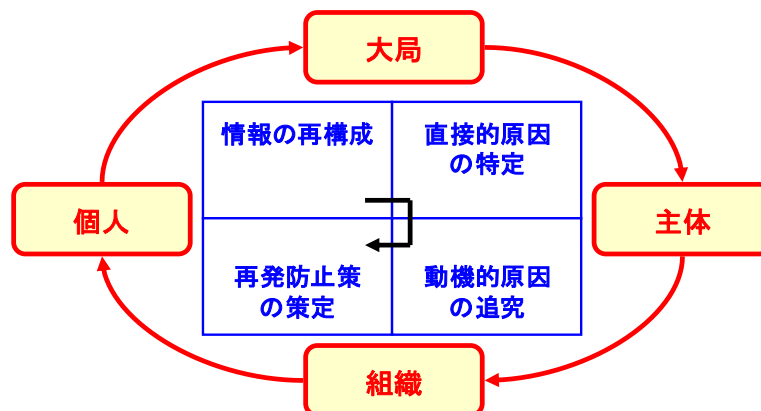 大局
情報の再構成
直接的原因
の特定
個人
主体
再発防止策
の策定
動機的原因
の追究
組織